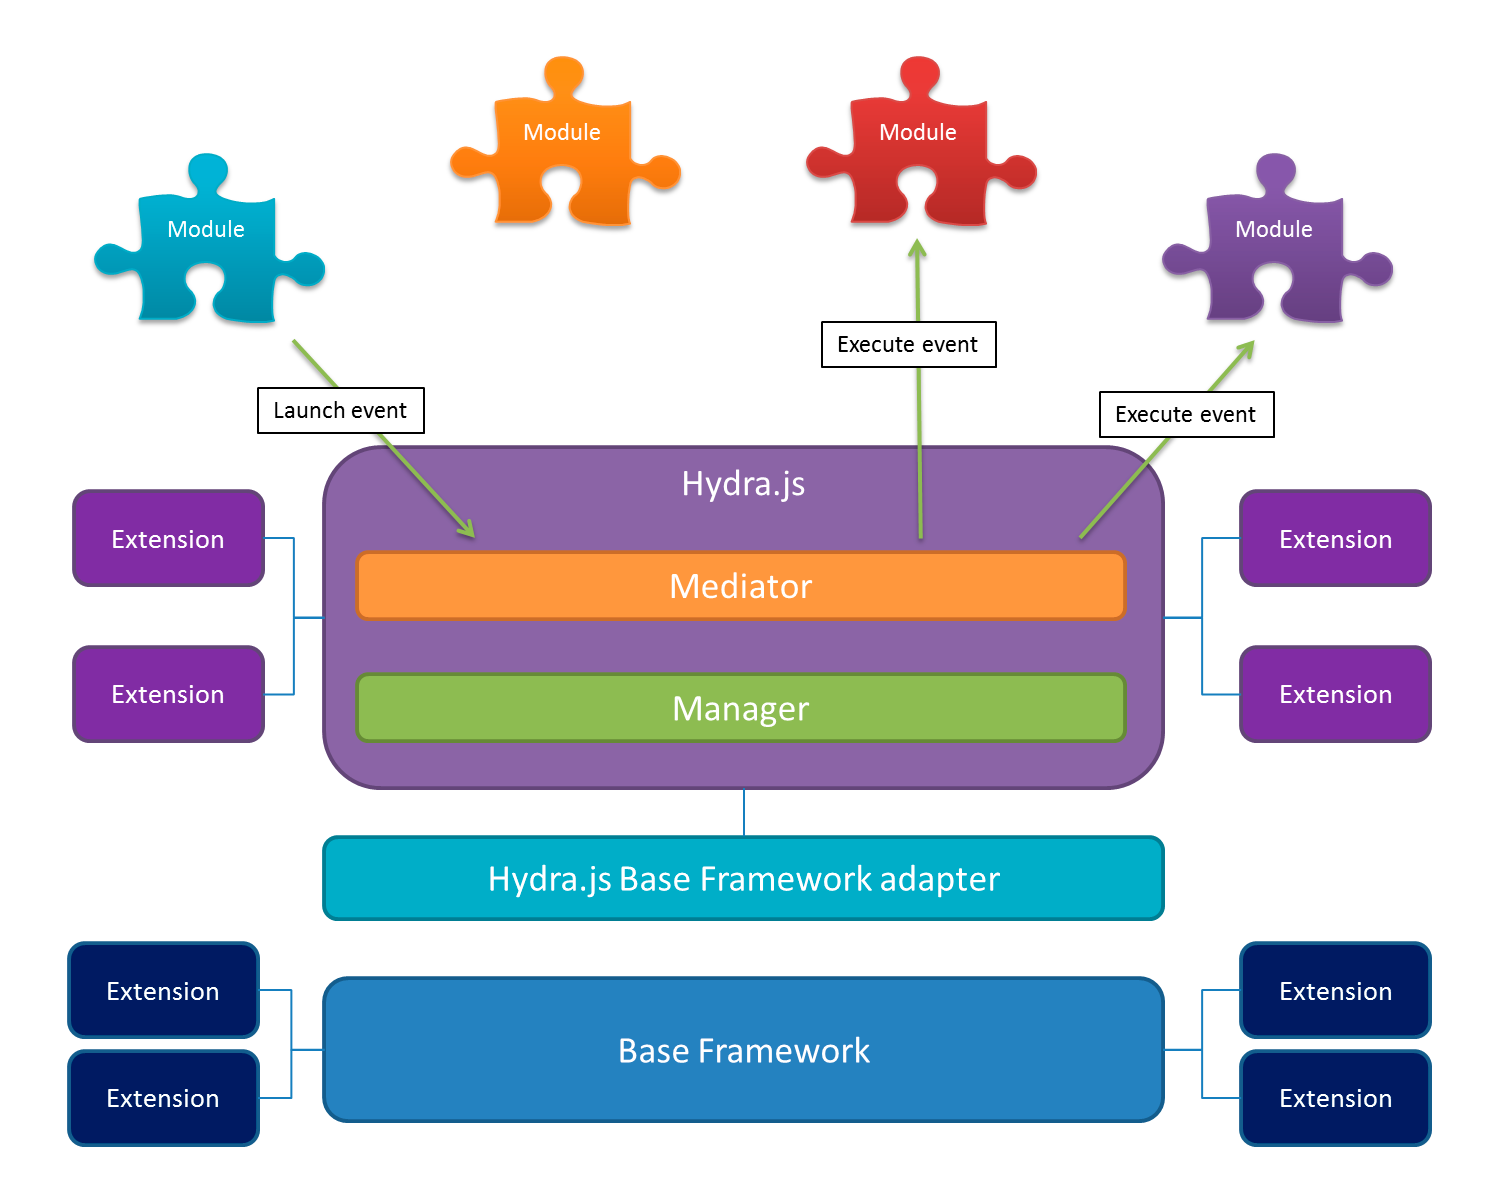 Module
Module
Module
Module
Execute event
Launch event
Execute event
Hydra.js
Extension
Extension
Mediator
Extension
Extension
Manager
Hydra.js Base Framework adapter
Extension
Extension
Base Framework
Extension
Extension